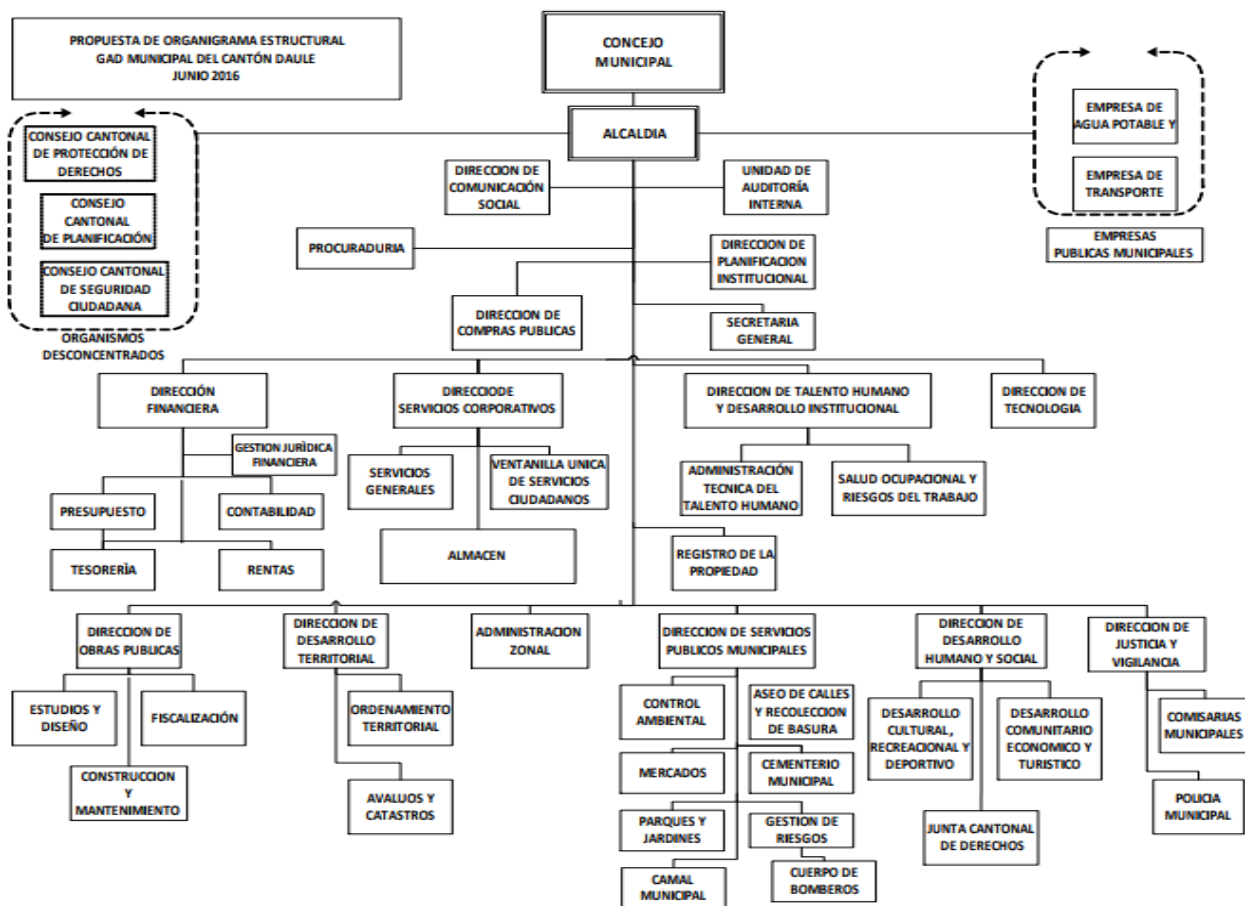 PROPUESTA DE ORGANIGRAMA ESTRUCTURAL
GAD MUNICIPAL DEL CANTÓN DAULE
JUNIO 2016
CONCEJO
MUNICIPAL
ALCALDIA
CONSEJO CANTONAL
DE PROTECCIÓN DE
DERECHOS
CONSEJO
CANTONAL
DE PLANIFICACIÓN
CONSEJO CANTONAL
DE SEGURIDAD
CIUDADANA
ORGANISMOS
DESCONCENTRADOS
EMPRESA DE
AGUA POTABLE Y
EMPRESA DE
TRANSPORTE
EMPRESAS
PUBLICAS MUNICIPALES
DIRECCION DE
COMUNICACIÓN
SOCIAL
UNIDAD DE
AUDITORÍA
INTERNA
PROCURADURIA
DIRECCION DE
PLANIFICACION
INSTITUCIONAL
DIRECCION DE
COMPRAS PUBLICAS
SECRETARIA
GENERAL
DIRECCIÓN
FINANCIERA
DIRECCIODE
SERVICIOS CORPORATIVOS
DIRECCION DE TALENTO HUMANO
Y DESARROLLO INSTITUCIONAL
DIRECCION DE
TECNOLOGIA
GESTION JURÌDICA
FINANCIERA
PRESUPUESTO
CONTABILIDAD
TESORERÌA
RENTAS
SERVICIOS
GENERALES
VENTANILLA UNICA
DE SERVICIOS
CIUDADANOS
ALMACEN
ADMINISTRACIÓN
TECNICA DEL
TALENTO HUMANO
SALUD OCUPACIONAL Y
RIESGOS DEL TRABAJO
REGISTRO DE LA
PROPIEDAD
DIRECCION DE
OBRAS PUBLICAS
DIRECCION DE
DESARROLLO
TERRITORIAL
ADMINISTRACION
ZONAL
DIRECCION DE SERVICIOS
PUBLICOS MUNICIPALES
DIRECCION DE
DESARROLLO
HUMANO Y SOCIAL
DIRECCION DE
JUSTICIA Y
VIGILANCIA
ESTUDIOS Y
DISEÑO
FISCALIZACIÓN
CONSTRUCCION
Y
MANTENIMIENTO
ORDENAMIENTO
TERRITORIAL
AVALUOS Y
CATASTROS
CONTROL
AMBIENTAL
ASEO DE CALLES
Y RECOLECCION
DE BASURA
MERCADOS
CEMENTERIO
MUNICIPAL
PARQUES Y
JARDINES
GESTION DE
RIESGOS
CAMAL
MUNICIPAL
CUERPO DE
BOMBEROS
DESARROLLO
CULTURAL,
RECREACIONAL Y
DEPORTIVO
DESARROLLO
COMUNITARIO
ECONOMICO Y
TURISTICO
JUNTA CANTONAL
DE DERECHOS
COMISARIAS
MUNICIPALES
POLICIA
MUNICIPAL